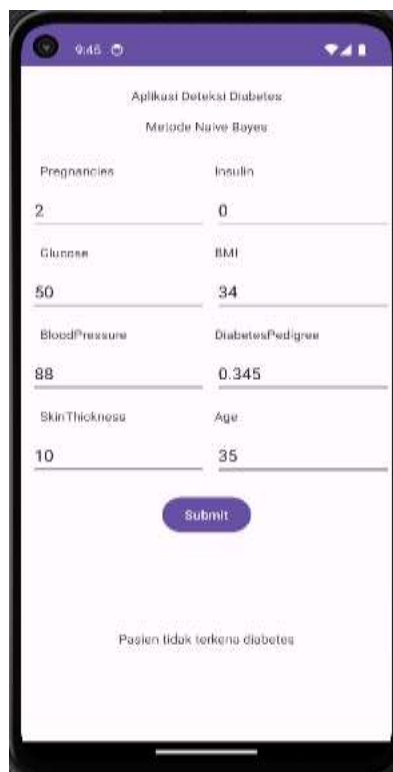 9:45
Aplikasi Deteksi Diabetes
Metode Naive Bayes
Pregnancies Insulin
2 0
Glucose BMI
50 34
BloodPressure DiabetesPedigree
88 0.345
SkinThickness Age
10 35
Submit
Pasien tidak terkena diabetes